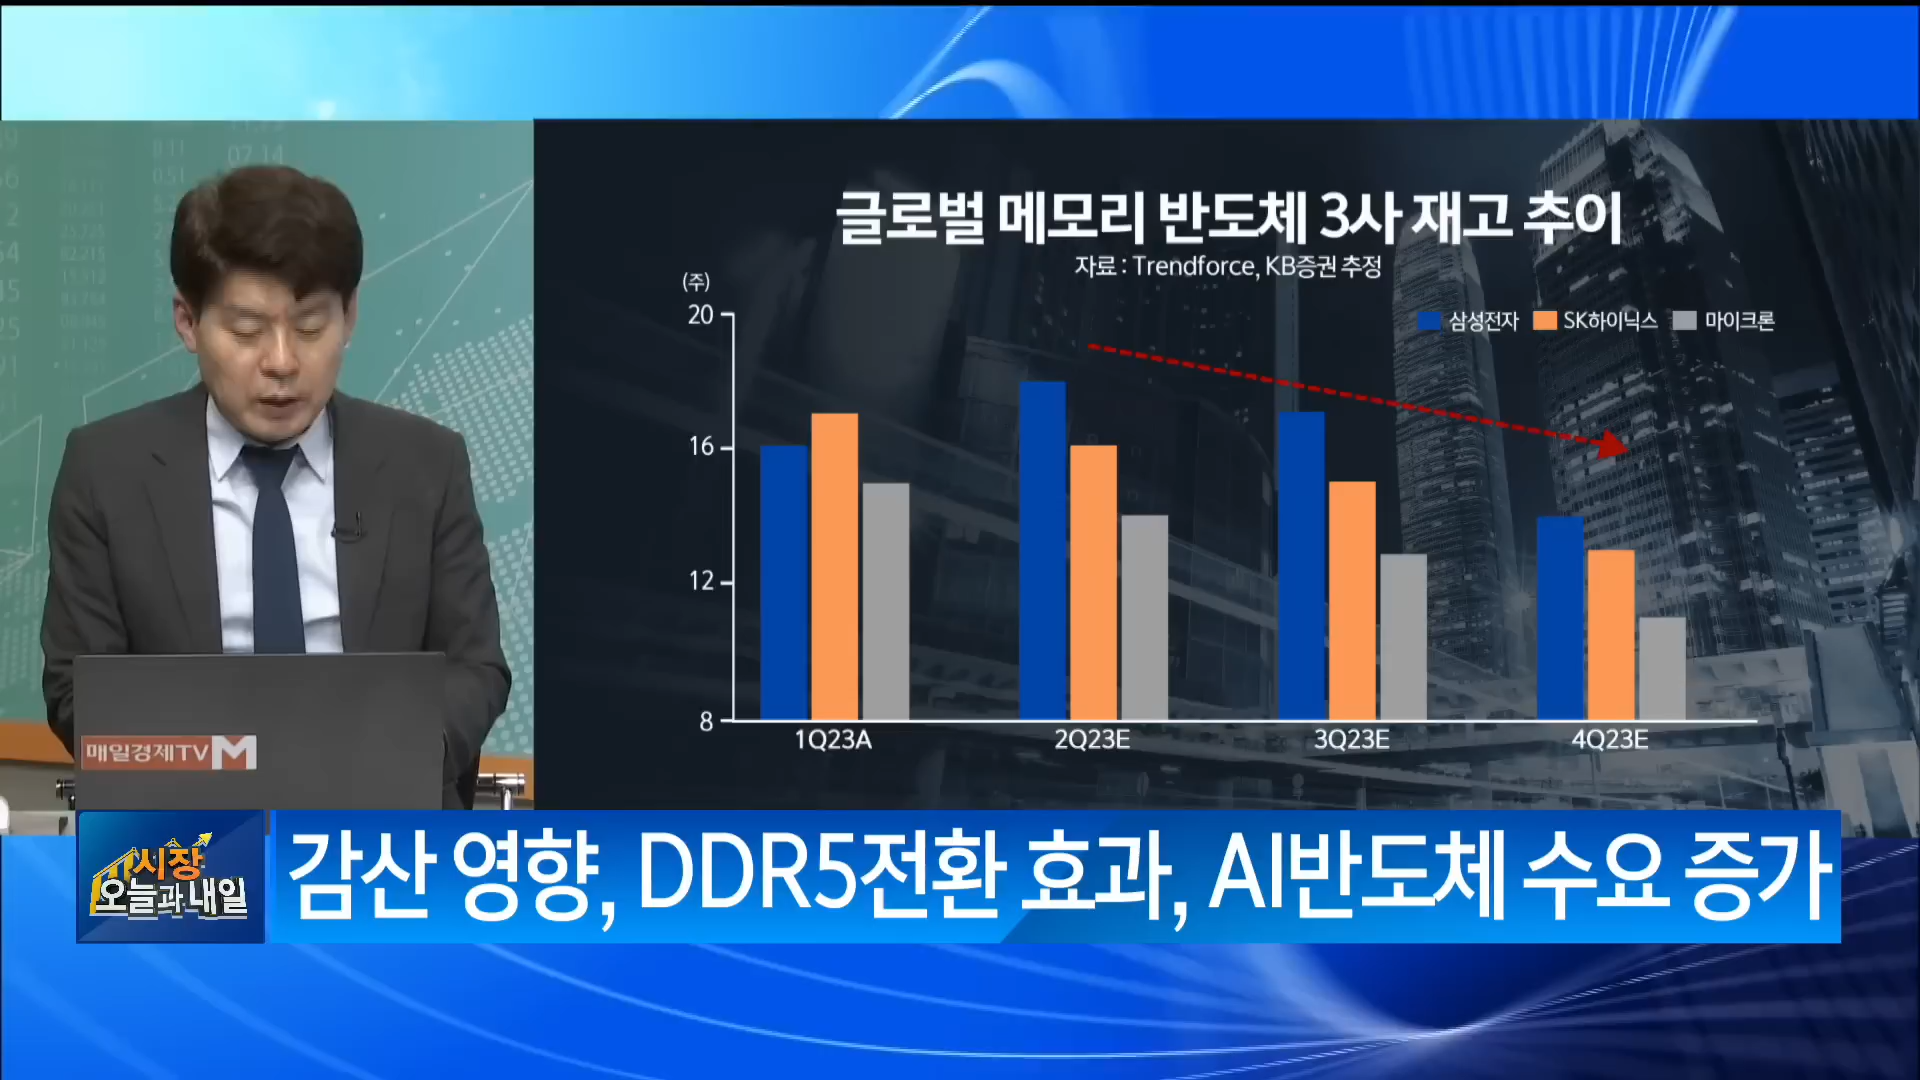 글로벌 메모리 반도체 3사 재고 추이
자료 : Trendforce, KB증권 추정
(주)
삼성전자 SK하이닉스 마이크론
20
16
12
8
1Q23A 2Q23E 3Q23E 4Q23E
매일경제TV M
시장
오늘과 내일
감산 영향, DDR5전환 효과, AI반도체 수요 증가